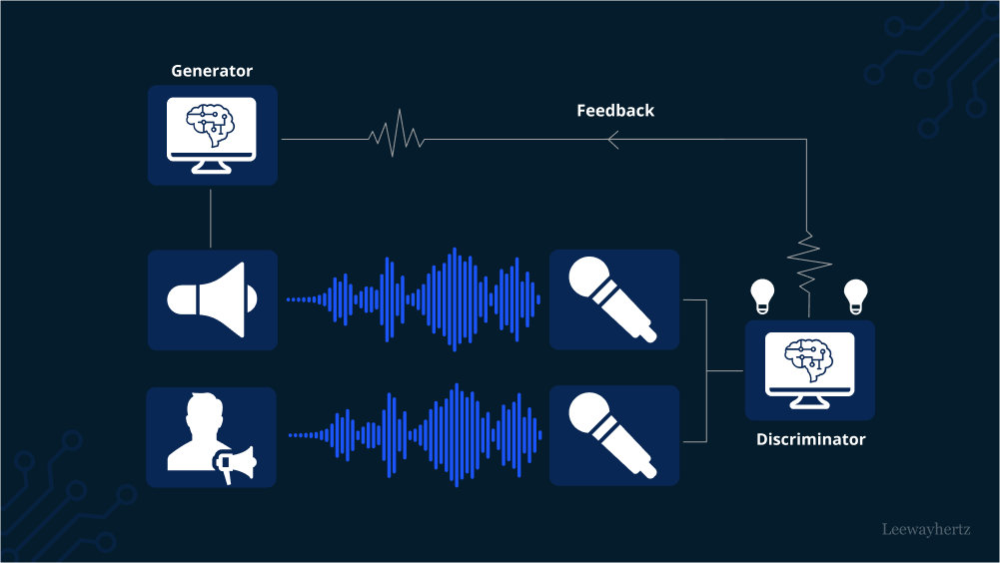 Generator
Feedback
Discriminator
Leewayhertz